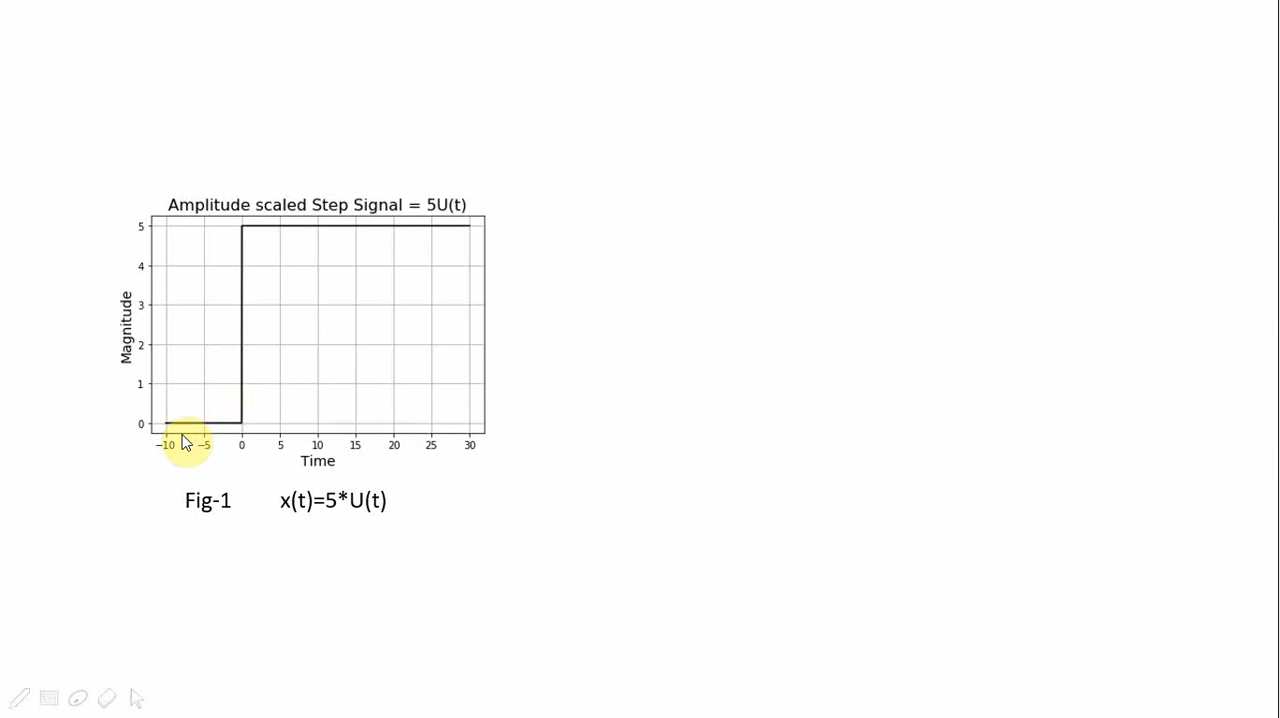 Amplitude scaled Step Signal = 5U(t)
5
4
3
2
1
0
Magnitude
−10 −5 0 5 10 15 20 25 30
Time
Fig-1 x(t)=5*U(t)